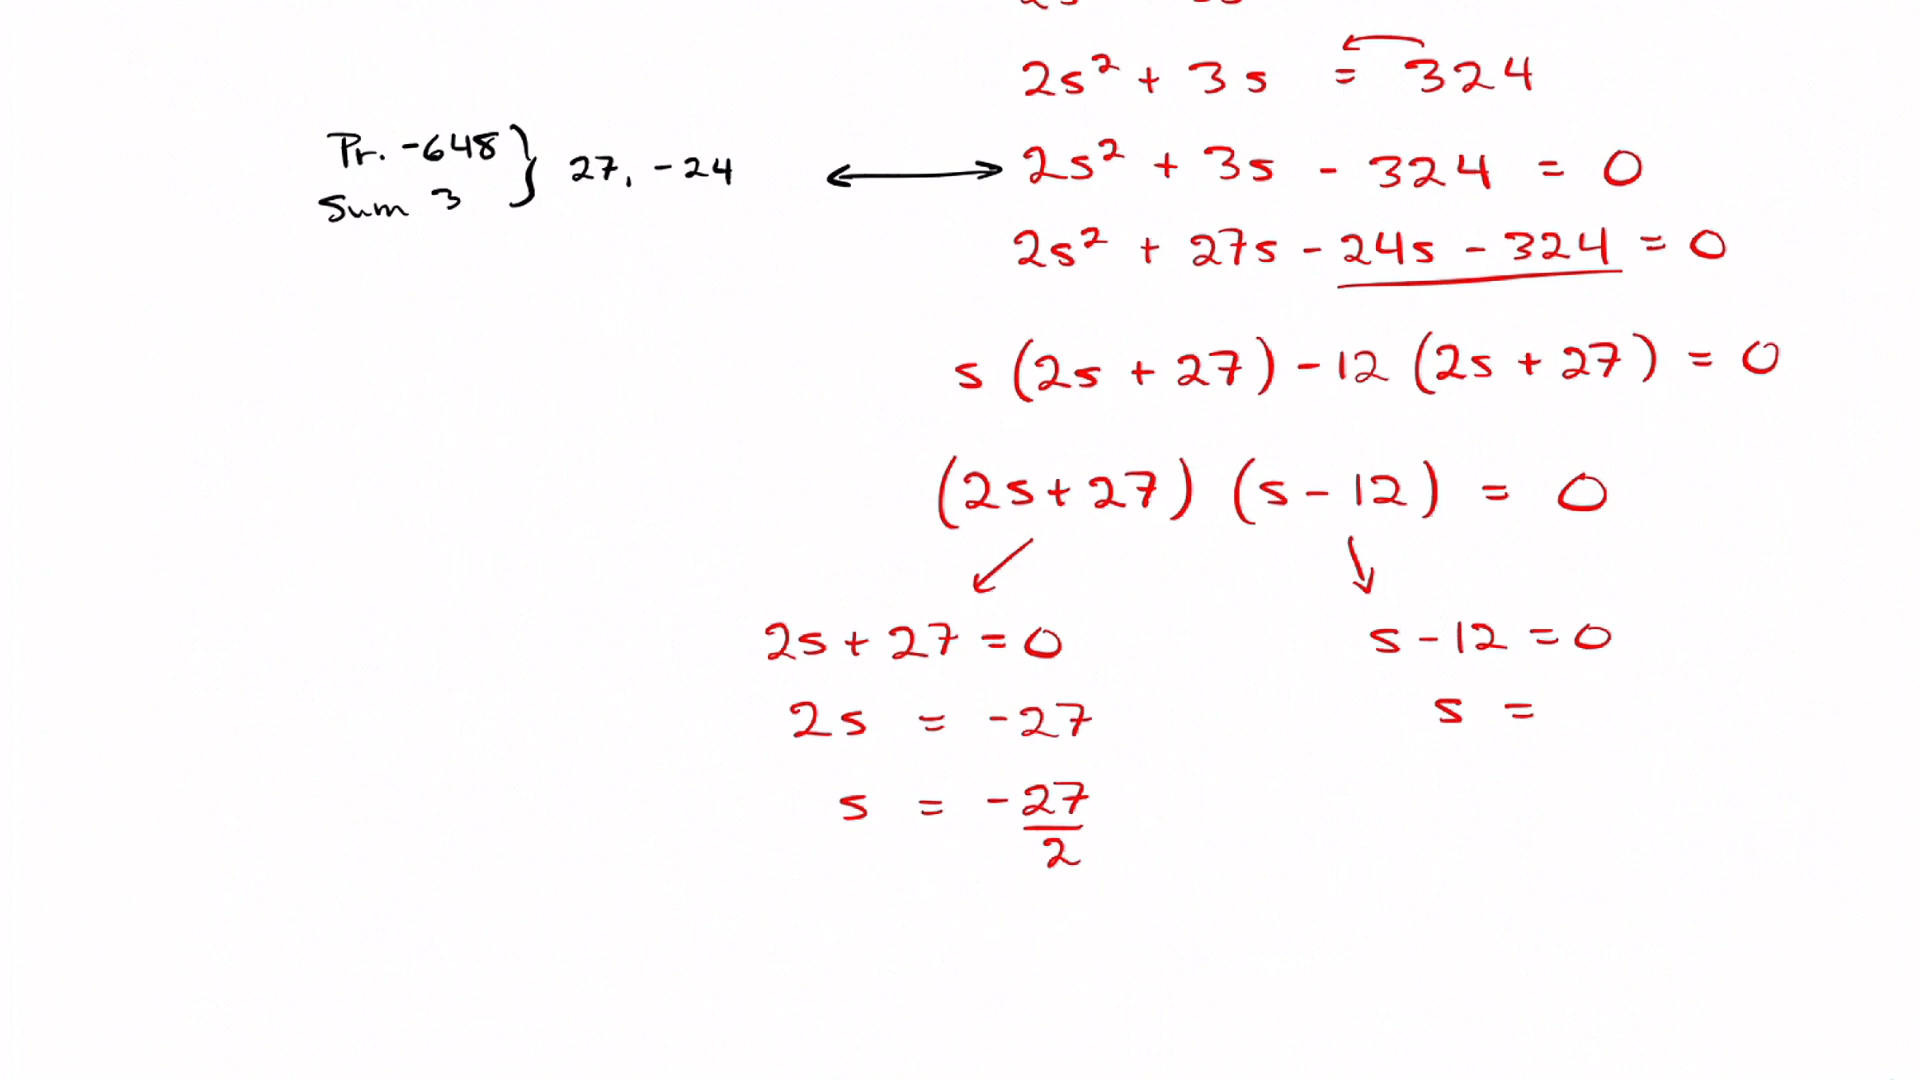 2s² + 3s = 324
Pr. -648
Sum 3
} 27, -24
2s² + 3s - 324 = 0
2s² + 27s - 24s - 324 = 0
s (2s + 27) - 12 (2s + 27) = 0
(2s + 27) (s - 12) = 0
2s + 27 = 0
s - 12 = 0
2s = -27
s =
s = -27/2